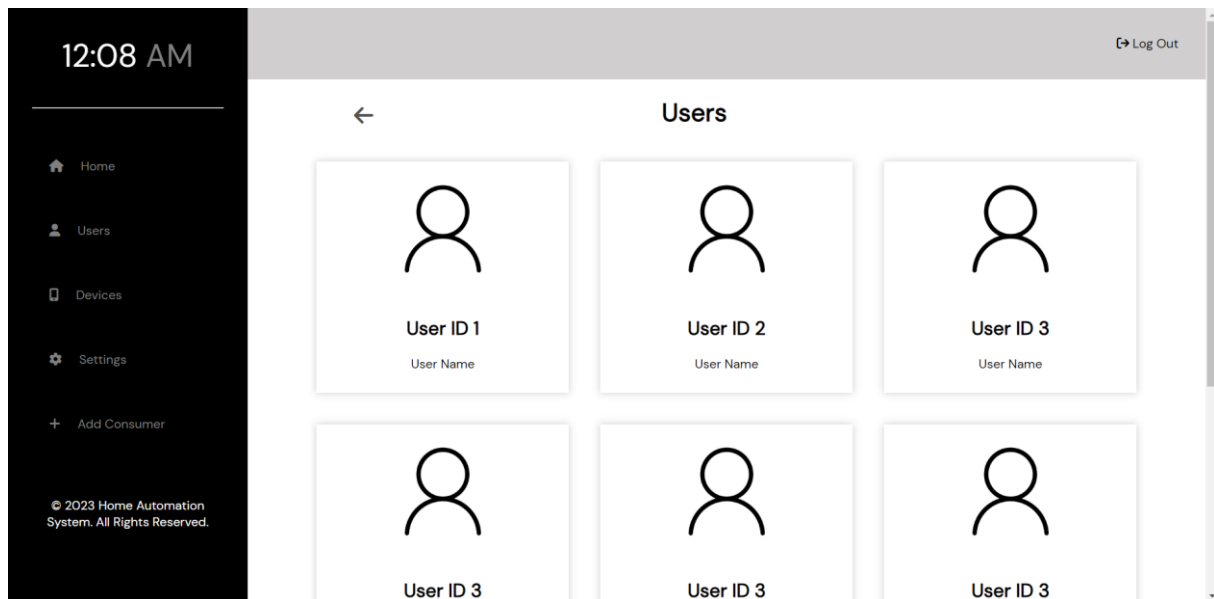 12:08 AM
Home
Users
Devices
Settings
+ Add Consumer
© 2023 Home Automation
System. All Rights Reserved.
Log Out
Users
User ID 1
User Name
User ID 2
User Name
User ID 3
User Name
User ID 3
User ID 3
User ID 3